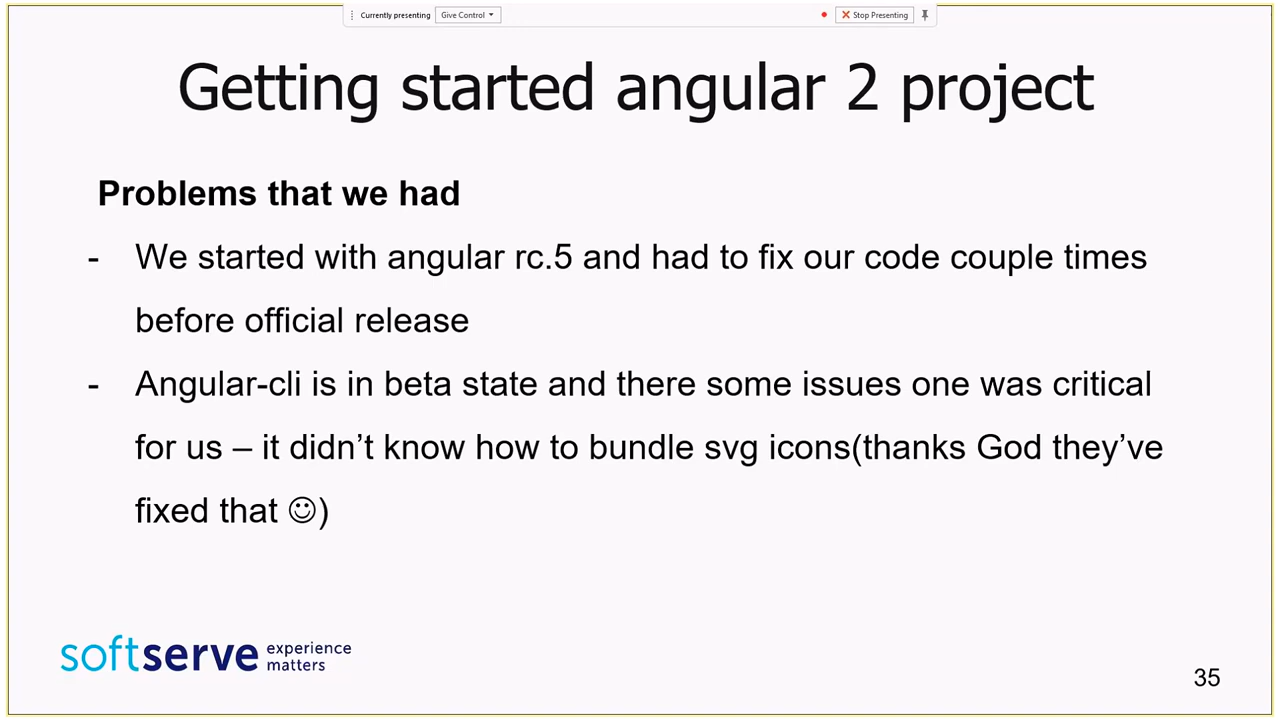 Currently presenting Give Control Stop Presenting
Getting started angular 2 project
Problems that we had
- We started with angular rc.5 and had to fix our code couple times
before official release
- Angular-cli is in beta state and there some issues one was critical
for us – it didn’t know how to bundle svg icons(thanks God they’ve
fixed that ☺)
softserve experience
matters
35